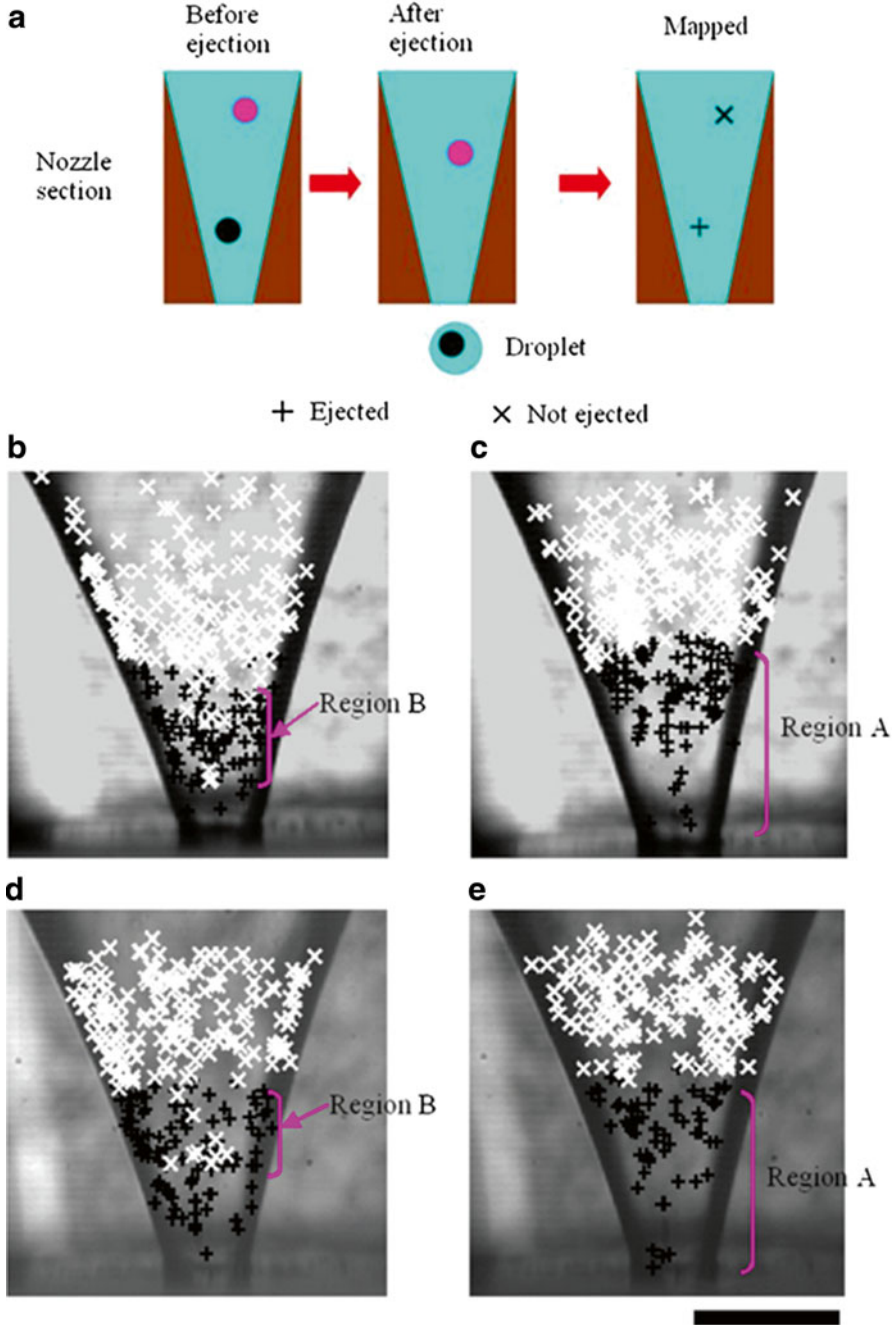 a
Before
ejection
After
ejection
Mapped
Nozzle
section
Droplet
+ Ejected
× Not ejected
b
c
Region B
Region A
d
e
Region B
Region A